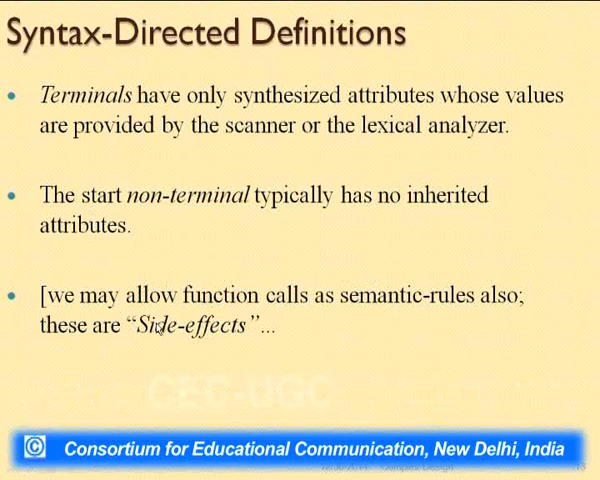 Syntax-Directed Definitions
• Terminals have only synthesized attributes whose values
are provided by the scanner or the lexical analyzer.
• The start non-terminal typically has no inherited
attributes.
• [we may allow function calls as semantic-rules also;
these are “Side-effects”...
CEC-UGC
© Consortium for Educational Communication, New Delhi, India